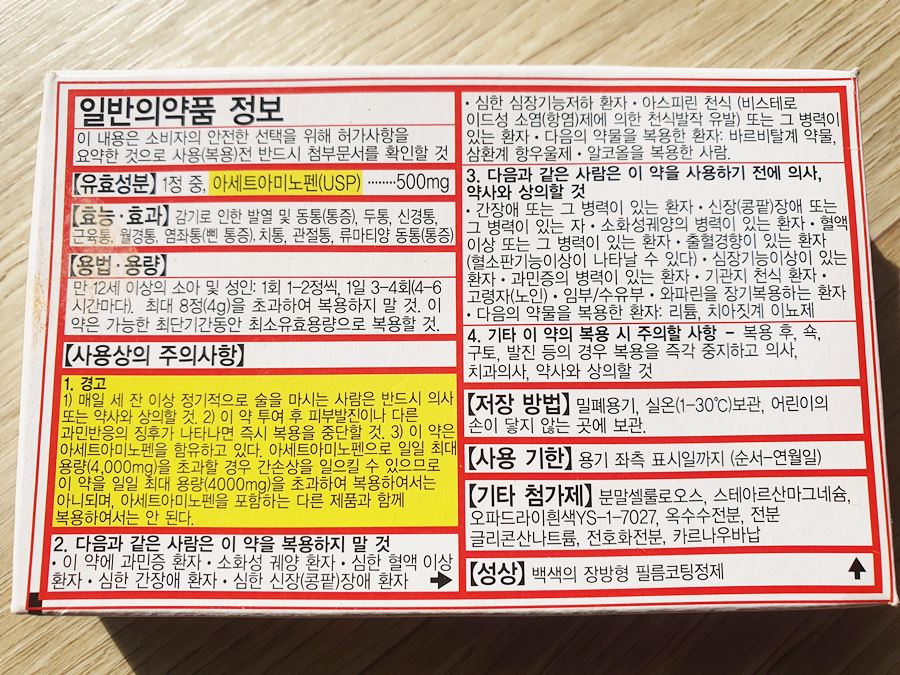 일반의약품 정보
이 내용은 소비자의 안전한 선택을 위해 허가사항을
요약한 것으로 사용(복용)전 반드시 첨부문서를 확인할 것
【유효성분】 1정 중, 아세트아미노펜(USP) ········500mg
【효능·효과】 감기로 인한 발열 및 동통(통증), 두통, 신경통,
근육통, 월경통, 염좌통(삔 통증), 치통, 관절통, 류마티양 동통(통증)
【용법·용량】
만 12세 이상의 소아 및 성인: 1회 1-2정씩, 1일 3-4회(4-6
시간마다). 최대 8정(4g)을 초과하여 복용하지 말 것. 이
약은 가능한 최단기간동안 최소유효용량으로 복용할 것.
【사용상의 주의사항】
1. 경고
1) 매일 세 잔 이상 정기적으로 술을 마시는 사람은 반드시 의사
또는 약사와 상의할 것. 2) 이 약 투여 후 피부발진이나 다른
과민반응의 징후가 나타나면 즉시 복용을 중단할 것. 3) 이 약은
아세트아미노펜을 함유하고 있다. 아세트아미노펜으로 일일 최대
용량(4,000mg)을 초과할 경우 간손상을 일으킬 수 있으므로
이 약을 일일 최대 용량(4000mg)을 초과하여 복용하여서는
아니되며, 아세트아미노펜을 포함하는 다른 제품과 함께
복용하여서는 안 된다.
2. 다음과 같은 사람은 이 약을 복용하지 말 것
· 이 약에 과민증 환자 · 소화성 궤양 환자 · 심한 혈액 이상
환자 · 심한 간장애 환자 · 심한 신장(콩팥)장애 환자
· 심한 심장기능저하 환자 · 아스피린 천식 (비스테로
이드성 소염(항염)제에 의한 천식발작 유발) 또는 그 병력이
있는 환자 · 다음의 약물을 복용한 환자: 바르비탈계 약물,
삼환계 항우울제 · 알코올을 복용한 사람.
3. 다음과 같은 사람은 이 약을 사용하기 전에 의사,
약사와 상의할 것
· 간장애 또는 그 병력이 있는 환자 · 신장(콩팥)장애 또는
그 병력이 있는 자 · 소화성궤양의 병력이 있는 환자 · 혈액
이상 또는 그 병력이 있는 환자 · 출혈경향이 있는 환자
(혈소판기능이상이 나타날 수 있다) · 심장기능이상이 있는
환자 · 과민증의 병력이 있는 환자 · 기관지 천식 환자 ·
고령자(노인) · 임부/수유부 · 와파린을 장기복용하는 환자
· 다음의 약물을 복용한 환자: 리튬, 치아짓계 이뇨제
4. 기타 이 약의 복용 시 주의할 사항 - 복용 후, 쇽,
구토, 발진 등의 경우 복용을 즉각 중지하고 의사,
치과의사, 약사와 상의할 것
【저장 방법】 밀폐용기, 실온(1-30℃)보관, 어린이의
손이 닿지 않는 곳에 보관.
【사용 기한】 용기 좌측 표시일까지 (순서-연월일)
【기타 첨가제】 분말셀룰로오스, 스테아르산마그네슘,
오파드라이흰색YS-1-7027, 옥수수전분, 전분
글리콘산나트륨, 전호화전분, 카르나우바납
【성상】 백색의 장방형 필름코팅정제